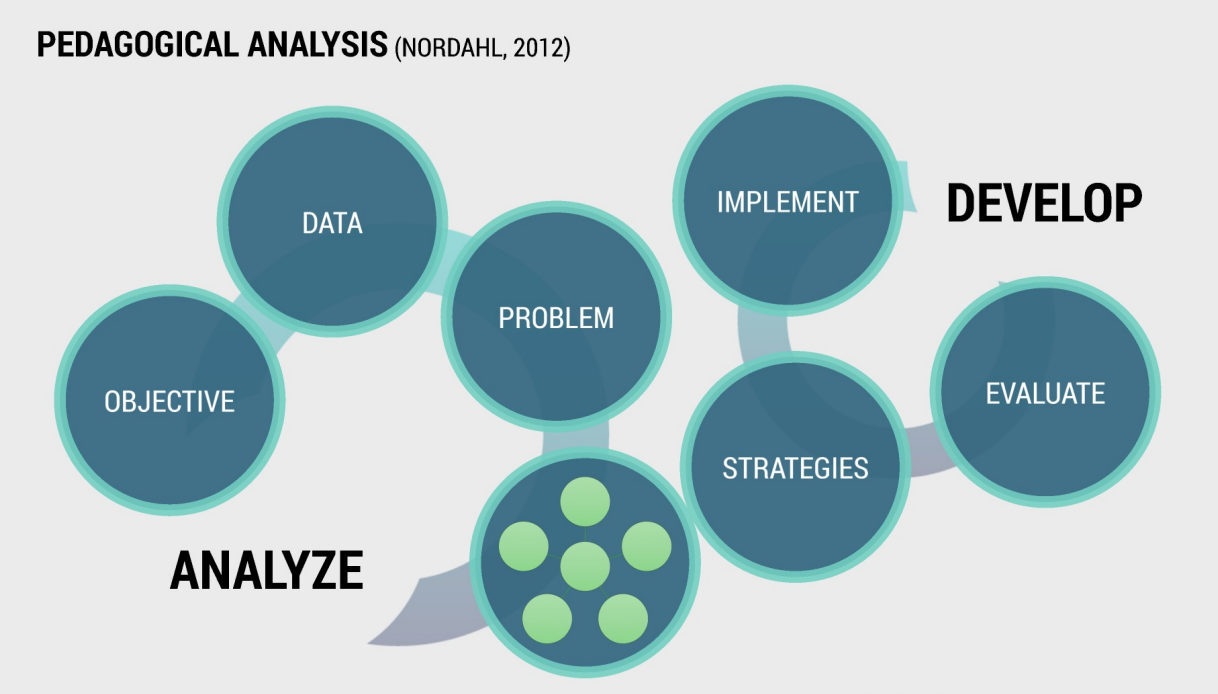 PEDAGOGICAL ANALYSIS (NORDAHL, 2012)
OBJECTIVE
DATA
PROBLEM
ANALYZE
STRATEGIES
IMPLEMENT
EVALUATE
DEVELOP